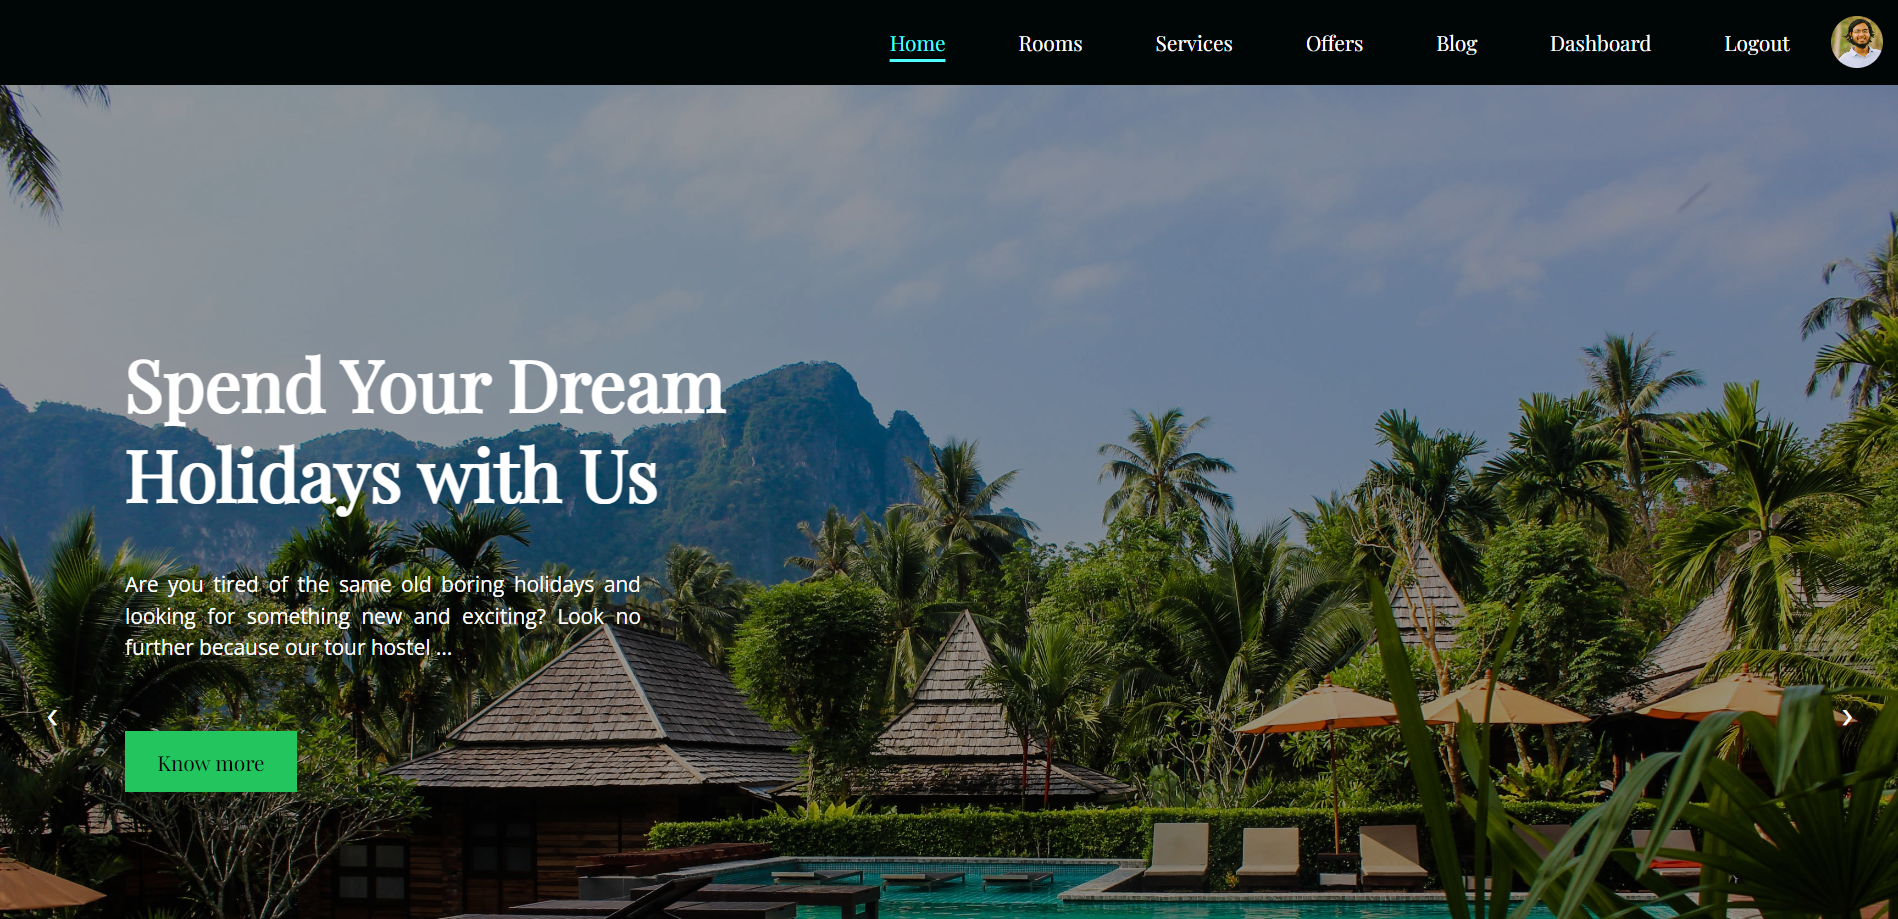 Home Rooms Services Offers Blog Dashboard Logout
Spend Your Dream
Holidays with Us
Are you tired of the same old boring holidays and
looking for something new and exciting? Look no
further because our tour hostel ...
Know more